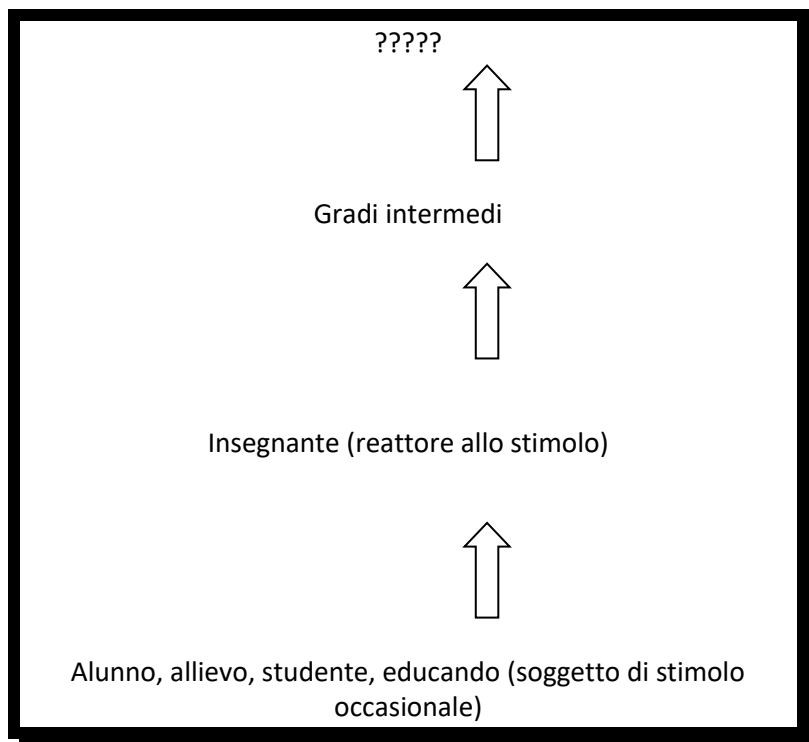 ?????
Gradi intermedi
Insegnante (reattore allo stimolo)
Alunno, allievo, studente, educando (soggetto di stimolo
occasionale)